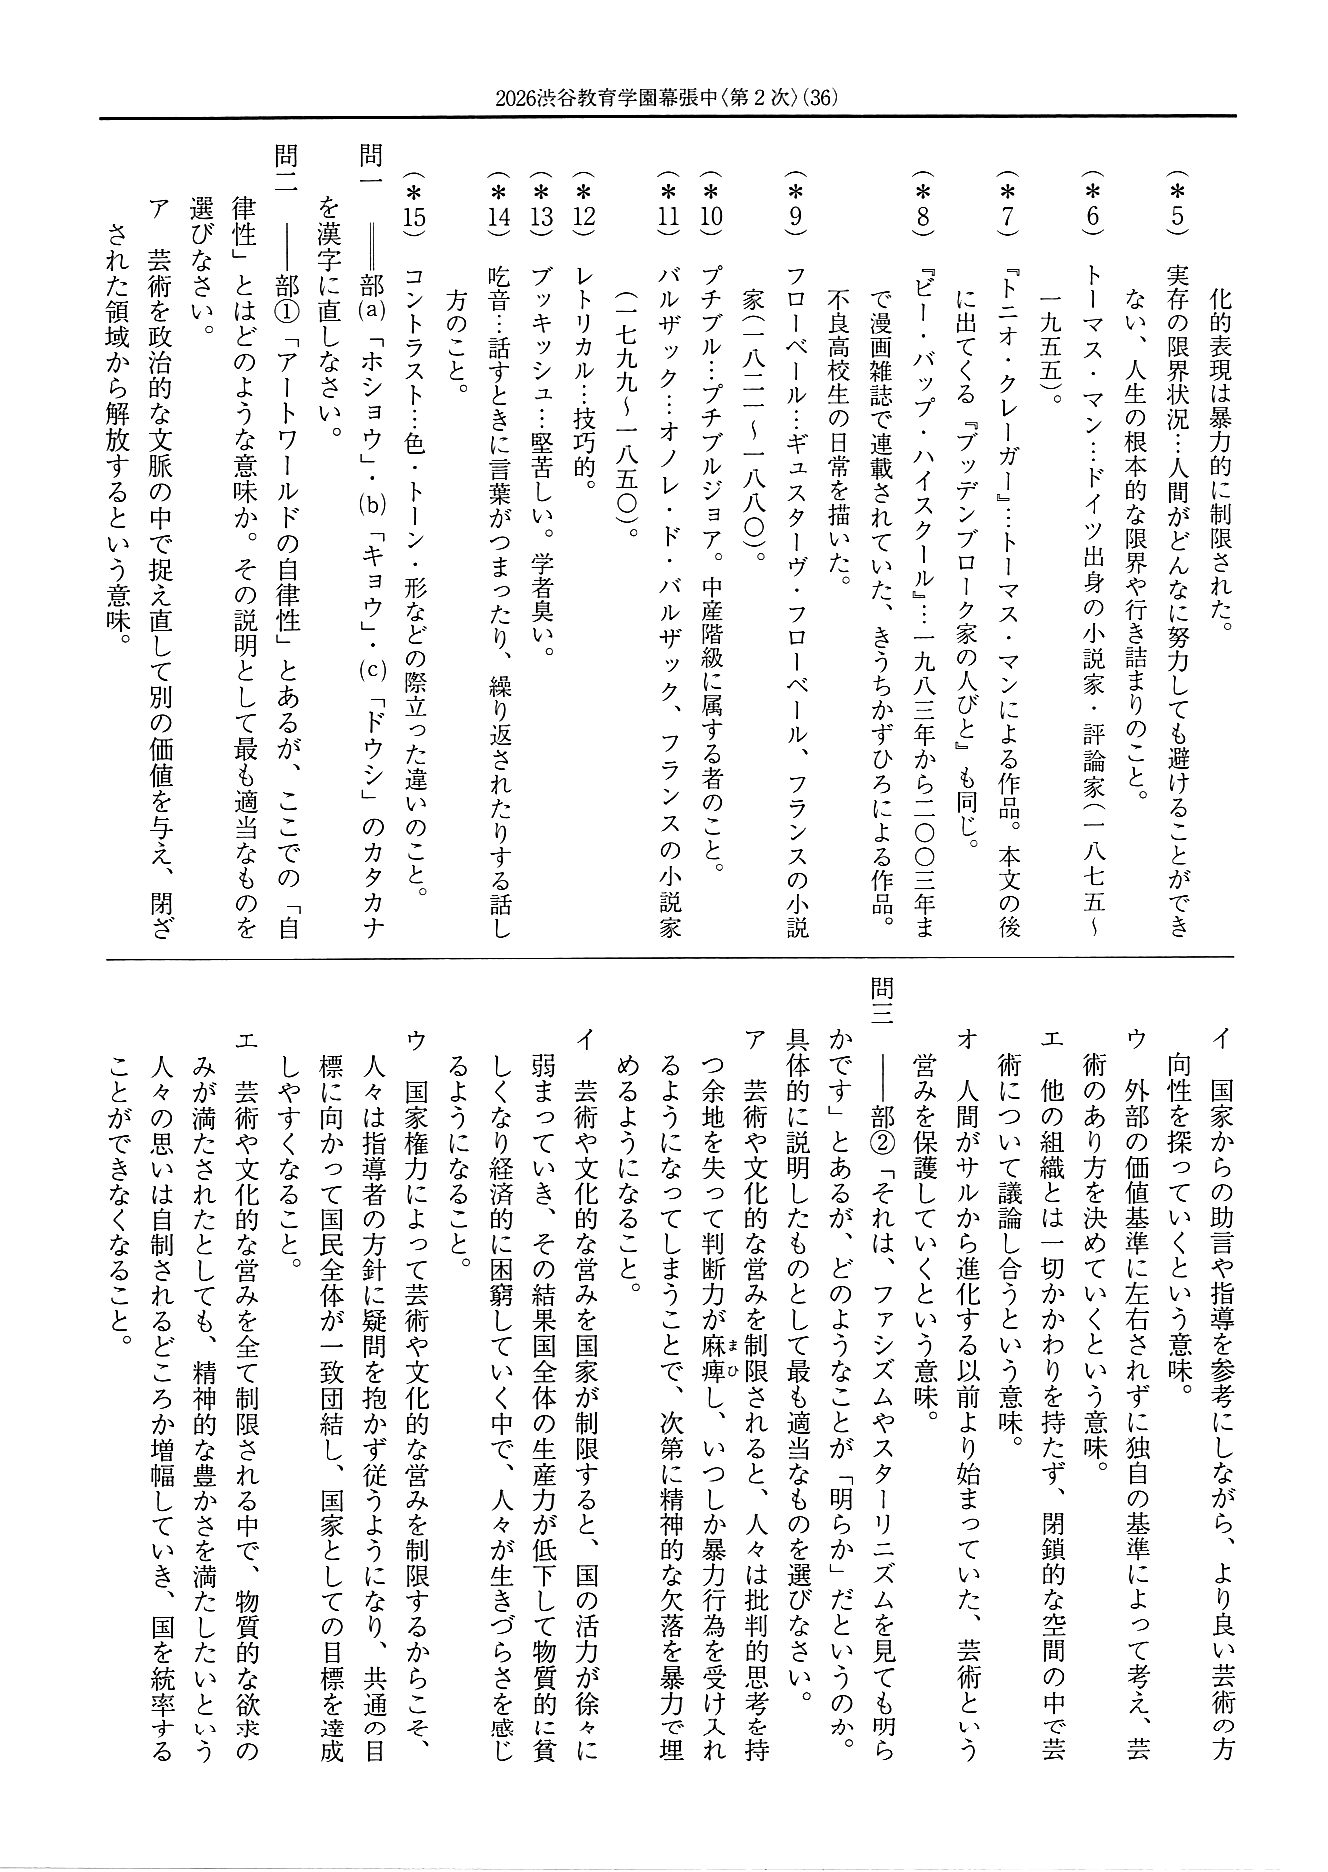 2026渋谷教育学園幕張中〈第2次〉(36)
化的表現は暴力的に制限された。
(＊5) 実存の限界状況…人間がどんなに努力しても避けることができ
ない、人生の根本的な限界や行き詰まりのこと。
(＊6) トーマス・マン…ドイツ出身の小説家・評論家(一八七五～
一九五五)。
(＊7) 『トニオ・クレーガー』…トーマス・マンによる作品。本文の後
に出てくる『ブッデンブローク家の人びと』も同じ。
(＊8) 『ビー・バップ・ハイスクール』…一九八三年から二〇〇三年ま
で漫画雑誌で連載されていた、きうちかずひろによる作品。
不良高校生の日常を描いた。
(＊9) フローベール…ギュスターヴ・フローベール、フランスの小説
家(一八二一～一八八〇)。
(＊10) プチブル…プチブルジョア。中産階級に属する者のこと。
(＊11) バルザック…オノレ・ド・バルザック、フランスの小説家
(一七九九～一八五〇)。
(＊12) レトリカル…技巧的。
(＊13) ブッキッシュ…堅苦しい。学者臭い。
(＊14) 吃音…話すときに言葉がつまったり、繰り返されたりする話し
方のこと。
(＊15) コントラスト…色・トーン・形などの際立った違いのこと。
問一 ＝＝部(a)「ホショウ」・(b)「キョウ」・(c)「ドウシ」のカタカナ
を漢字に直しなさい。
問二 ――部①「アートワールドの自律性」とあるが、ここでの「自
律性」とはどのような意味か。その説明として最も適当なものを
選びなさい。
ア 芸術を政治的な文脈の中で捉え直して別の価値を与え、閉ざ
された領域から解放するという意味。
イ 国家からの助言や指導を参考にしながら、より良い芸術の方
向性を探っていくという意味。
ウ 外部の価値基準に左右されずに独自の基準によって考え、芸
術のあり方を決めていくという意味。
エ 他の組織とは一切かかわりを持たず、閉鎖的な空間の中で芸
術について議論し合うという意味。
オ 人間がサルから進化する以前より始まっていた、芸術という
営みを保護していくという意味。
問三 ――部②「それは、ファシズムやスターリニズムを見ても明ら
かです」とあるが、どのようなことが「明らか」だというのか。
具体的に説明したものとして最も適当なものを選びなさい。
ア 芸術や文化的な営みを制限されると、人々は批判的思考を持
つ余地を失って判断力が麻痺まひし、いつしか暴力行為を受け入れ
るようになってしまうことで、次第に精神的な欠落を暴力で埋
めるようになること。
イ 芸術や文化的な営みを国家が制限すると、国の活力が徐々に
弱まっていき、その結果国全体の生産力が低下して物質的に貧
しくなり経済的に困窮していく中で、人々が生きづらさを感じ
るようになること。
ウ 国家権力によって芸術や文化的な営みを制限するからこそ、
人々は指導者の方針に疑問を抱かず従うようになり、共通の目
標に向かって国民全体が一致団結し、国家としての目標を達成
しやすくなること。
エ 芸術や文化的な営みを全て制限される中で、物質的な欲求の
みが満たされたとしても、精神的な豊かさを満たしたいという
人々の思いは自制されるどころか増幅していき、国を統率する
ことができなくなること。